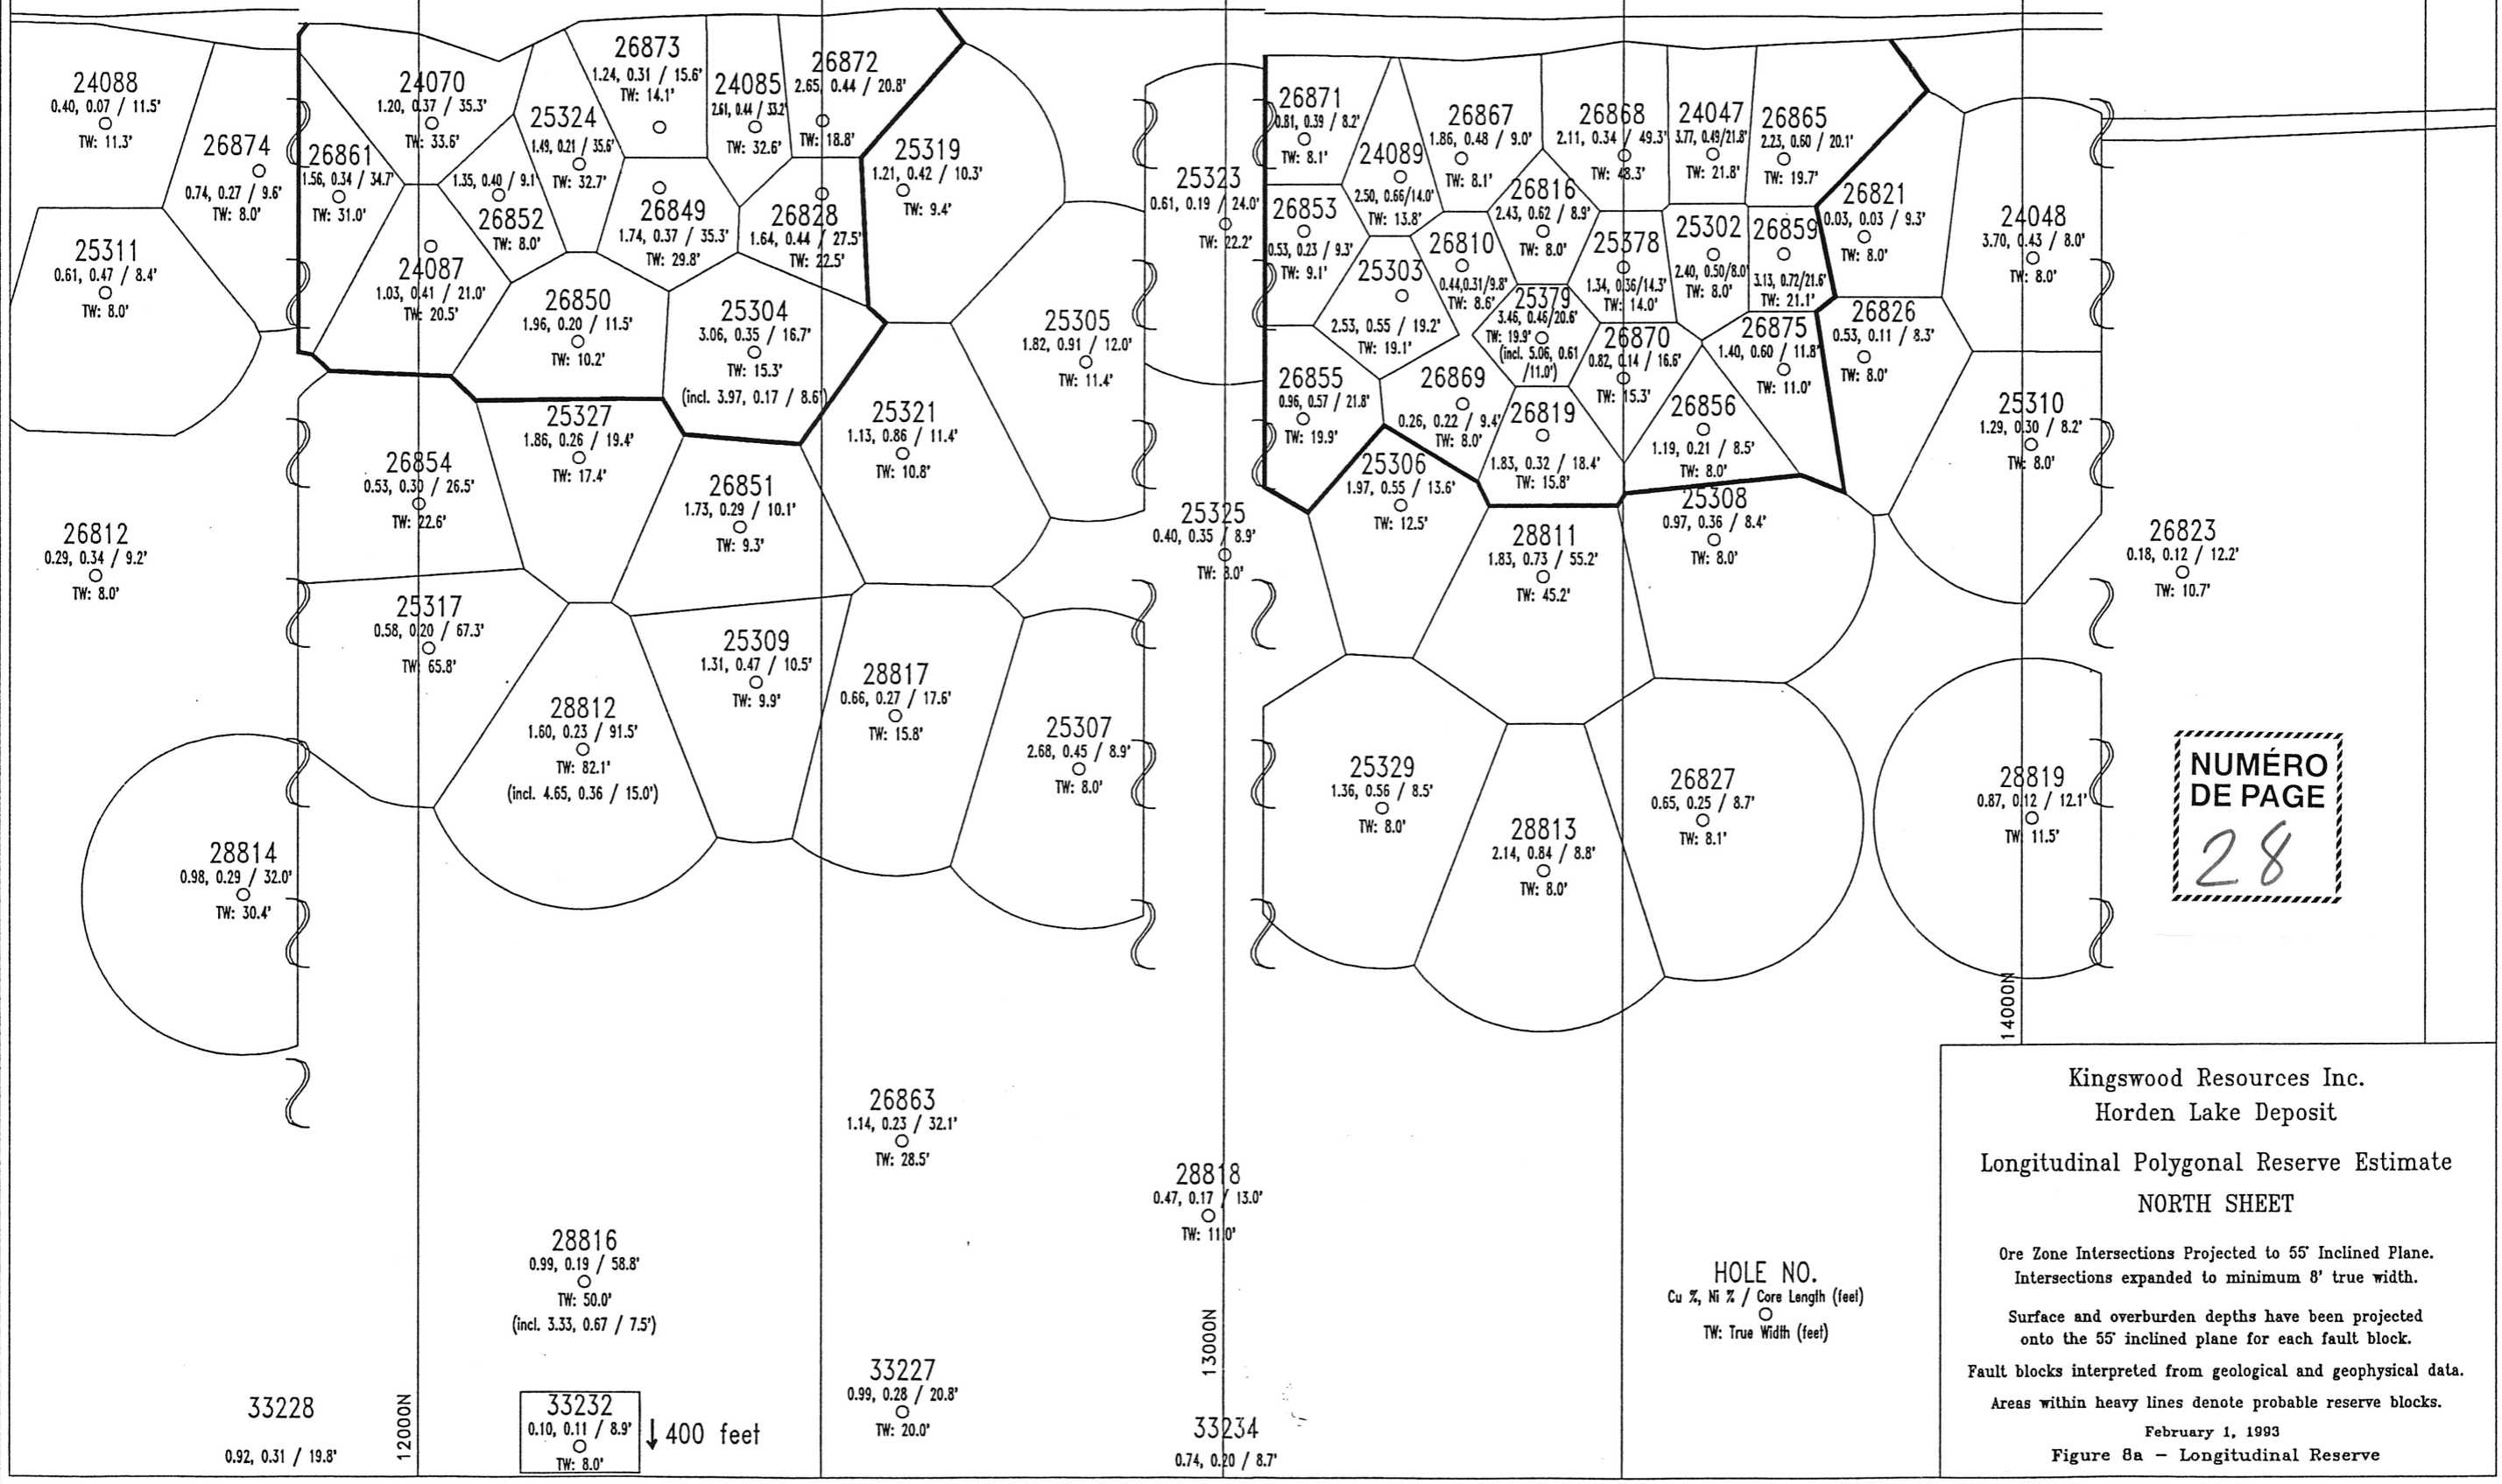 24088
0.40, 0.07 / 11.5'
TW: 11.3'
26874
0.74, 0.27 / 9.6'
TW: 8.0'
25311
0.61, 0.47 / 8.4'
TW: 8.0'
26861
1.56, 0.34 / 34.7'
TW: 31.0'
24070
1.20, 0.37 / 35.3'
TW: 33.6'
25324
1.49, 0.21 / 35.6'
TW: 32.7'
26873
1.24, 0.31 / 15.6'
TW: 14.1'
24085
2.61, 0.44 / 33.2'
TW: 32.6'
26872
2.65, 0.44 / 20.8'
TW: 18.8'
1.35, 0.40 / 9.1'
26852
TW: 8.0'
26849
1.74, 0.37 / 35.3'
TW: 29.8'
26828
1.64, 0.44 / 27.5'
TW: 22.5'
25319
1.21, 0.42 / 10.3'
TW: 9.4'
24087
1.03, 0.41 / 21.0'
TW: 20.5'
26850
1.96, 0.20 / 11.5'
TW: 10.2'
25304
3.06, 0.35 / 16.7'
TW: 15.3'
(incl. 3.97, 0.17 / 8.6)
25305
1.82, 0.91 / 12.0'
TW: 11.4'
25321
1.13, 0.86 / 11.4'
TW: 10.8'
25327
1.86, 0.26 / 19.4'
TW: 17.4'
26854
0.53, 0.30 / 26.5'
TW: 22.6'
26851
1.73, 0.29 / 10.1'
TW: 9.3'
26812
0.29, 0.34 / 9.2'
TW: 8.0'
25317
0.58, 0.20 / 67.3'
TW: 65.8'
25309
1.31, 0.47 / 10.5'
TW: 9.9'
28817
0.66, 0.27 / 17.6'
TW: 15.8'
28812
1.60, 0.23 / 91.5'
TW: 82.1'
(incl. 4.65, 0.36 / 15.0')
25307
2.68, 0.45 / 8.9'
TW: 8.0'
28814
0.98, 0.29 / 32.0'
TW: 30.4'
25323
0.61, 0.19 / 24.0'
TW: 22.2'
25325
0.40, 0.35 / 8.9'
TW: 8.0'
26871
0.81, 0.39 / 8.2'
TW: 8.1'
24089
2.50, 0.66/14.0'
TW: 13.8'
26867
1.86, 0.48 / 9.0'
TW: 8.1'
26868
2.11, 0.34 / 49.3'
TW: 48.3'
24047
3.77, 0.49/21.8'
TW: 21.8'
26865
2.23, 0.60 / 20.1'
TW: 19.7'
26853
0.53, 0.23 / 9.3'
TW: 9.1'
26816
2.43, 0.62 / 8.9'
TW: 8.0'
26810
0.44,0.31/9.8'
TW: 8.6'
25378
1.34, 0.36/14.3'
TW: 14.0'
25302
2.40, 0.50/8.0'
TW: 8.0'
26859
3.13, 0.72/21.6'
TW: 21.1'
26821
0.03, 0.03 / 9.3'
TW: 8.0'
24048
3.70, 0.43 / 8.0'
TW: 8.0'
25303
2.53, 0.55 / 19.2'
TW: 19.1'
25379
3.46, 0.46/20.6'
TW: 19.9'
(incl. 5.06, 0.61
/11.0')
26870
0.82, 0.14 / 16.6'
TW: 15.3'
26875
1.40, 0.60 / 11.8'
TW: 11.0'
26826
0.53, 0.11 / 8.3'
TW: 8.0'
26855
0.96, 0.57 / 21.8'
TW: 19.9'
26869
0.26, 0.22 / 9.4'
TW: 8.0'
26819
1.83, 0.32 / 18.4'
TW: 15.8'
26856
1.19, 0.21 / 8.5'
TW: 8.0'
25310
1.29, 0.30 / 8.2'
TW: 8.0'
25306
1.97, 0.55 / 13.6'
TW: 12.5'
28811
1.83, 0.73 / 55.2'
TW: 45.2'
25308
0.97, 0.36 / 8.4'
TW: 8.0'
26823
0.18, 0.12 / 12.2'
TW: 10.7'
25329
1.36, 0.56 / 8.5'
TW: 8.0'
28813
2.14, 0.84 / 8.8'
TW: 8.0'
26827
0.65, 0.25 / 8.7'
TW: 8.1'
28819
0.87, 0.12 / 12.1'
TW: 11.5'
NUMÉRO
DE PAGE
28
26863
1.14, 0.23 / 32.1'
TW: 28.5'
28818
0.47, 0.17 / 13.0'
TW: 11.0'
28816
0.99, 0.19 / 58.8'
TW: 50.0'
(incl. 3.33, 0.67 / 7.5')
33227
0.99, 0.28 / 20.8'
TW: 20.0'
33228
0.92, 0.31 / 19.8'
33232
0.10, 0.11 / 8.9'
TW: 8.0'
↓ 400 feet
33234
0.74, 0.20 / 8.7'
12000N
13000N
14000N
HOLE NO.
Cu %, Ni % / Core Length (feet)
TW: True Width (feet)
Kingswood Resources Inc.
Horden Lake Deposit
Longitudinal Polygonal Reserve Estimate
NORTH SHEET
Ore Zone Intersections Projected to 55° Inclined Plane.
Intersections expanded to minimum 8' true width.
Surface and overburden depths have been projected
onto the 55° inclined plane for each fault block.
Fault blocks interpreted from geological and geophysical data.
Areas within heavy lines denote probable reserve blocks.
February 1, 1993
Figure 8a – Longitudinal Reserve